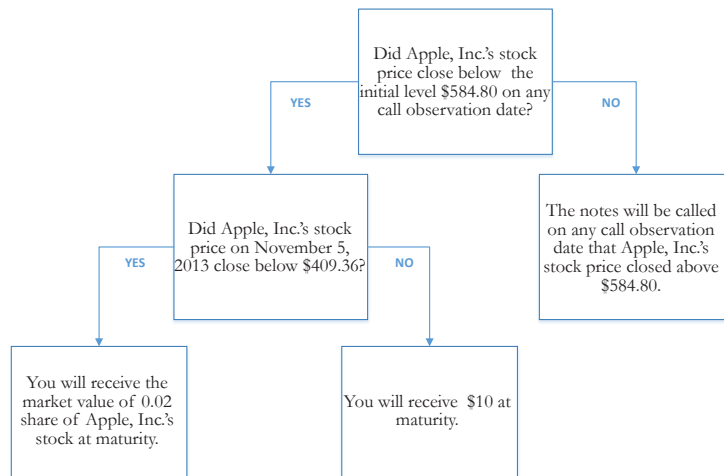 Did Apple, Inc.'s stock
price close below the
initial level $584.80 on any
call observation date?
YES
NO
Did Apple, Inc.'s stock
price on November 5,
2013 close below $409.36?
The notes will be called
on any call observation
date that Apple, Inc.'s
stock price closed above
$584.80.
YES
NO
You will receive the
market value of 0.02
share of Apple, Inc.'s
stock at maturity.
You will receive $10 at
maturity.